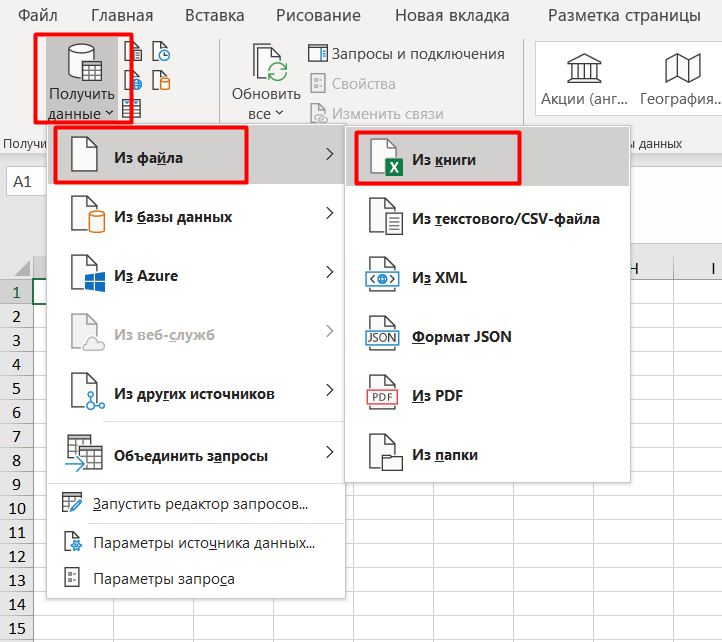 Файл Главная Вставка Рисование Новая вкладка Разметка страницы
Получить данные
Обновить все
Запросы и подключения
Свойства
Изменить связи
Акции (анг... География...
Получи
ы данных
A1
Из файла
Из базы данных
Из Azure
Из веб-служб
Из других источников
Объединить запросы
Запустить редактор запросов...
Параметры источника данных...
Параметры запроса
Из книги
X
Из текстового/CSV-файла
Из XML
JSON
Формат JSON
PDF
Из PDF
Из папки
H I
1
2
3
4
5
6
7
8
9
10
11
12
13
14
15